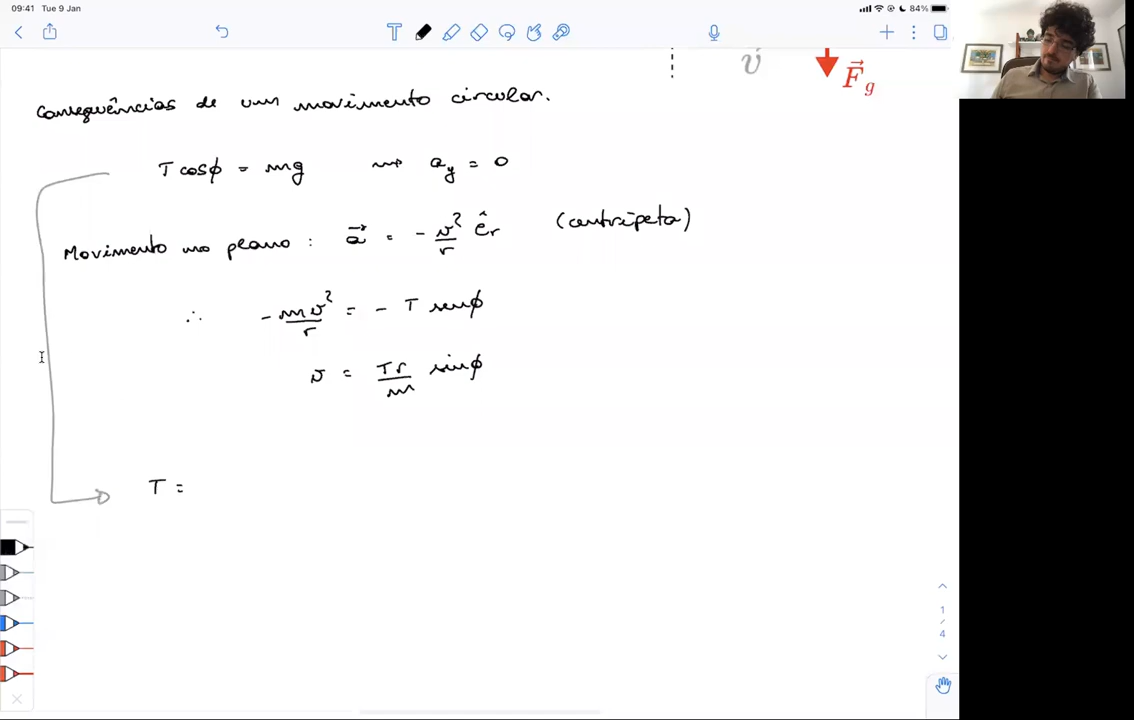 09:41 Tue 9 Jan 84%
T
v⃗ F⃗g
Consequências de um movimento circular.
T cosϕ = mg ⟿ ay = 0
Movimento no plano : a⃗ = - v²/r êr (centrípeta)
∴ - mv²/r = - T senϕ
v = Tr/m sinϕ
T =
1
/
4